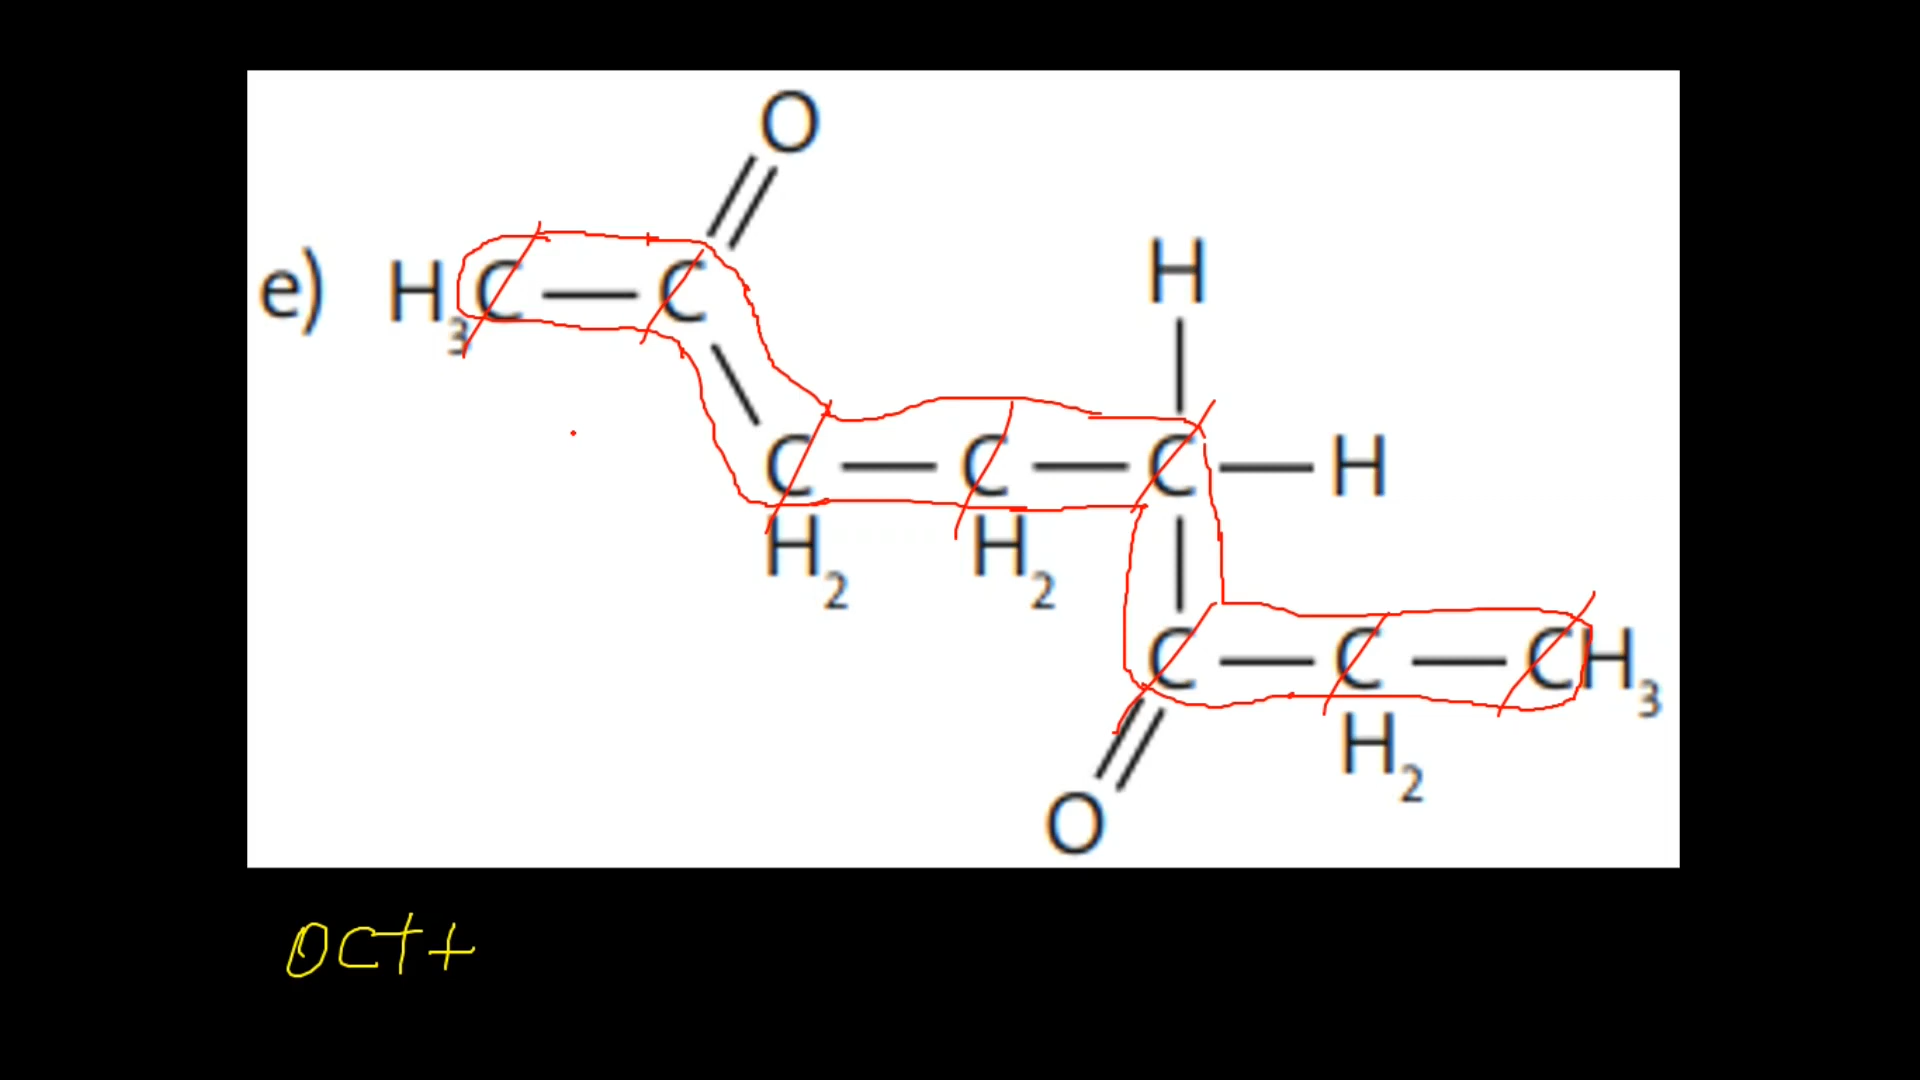 O
H
e) H₃C — C
C — C — C — H
H₂ H₂
C — C — CH₃
H₂
O
OCT+